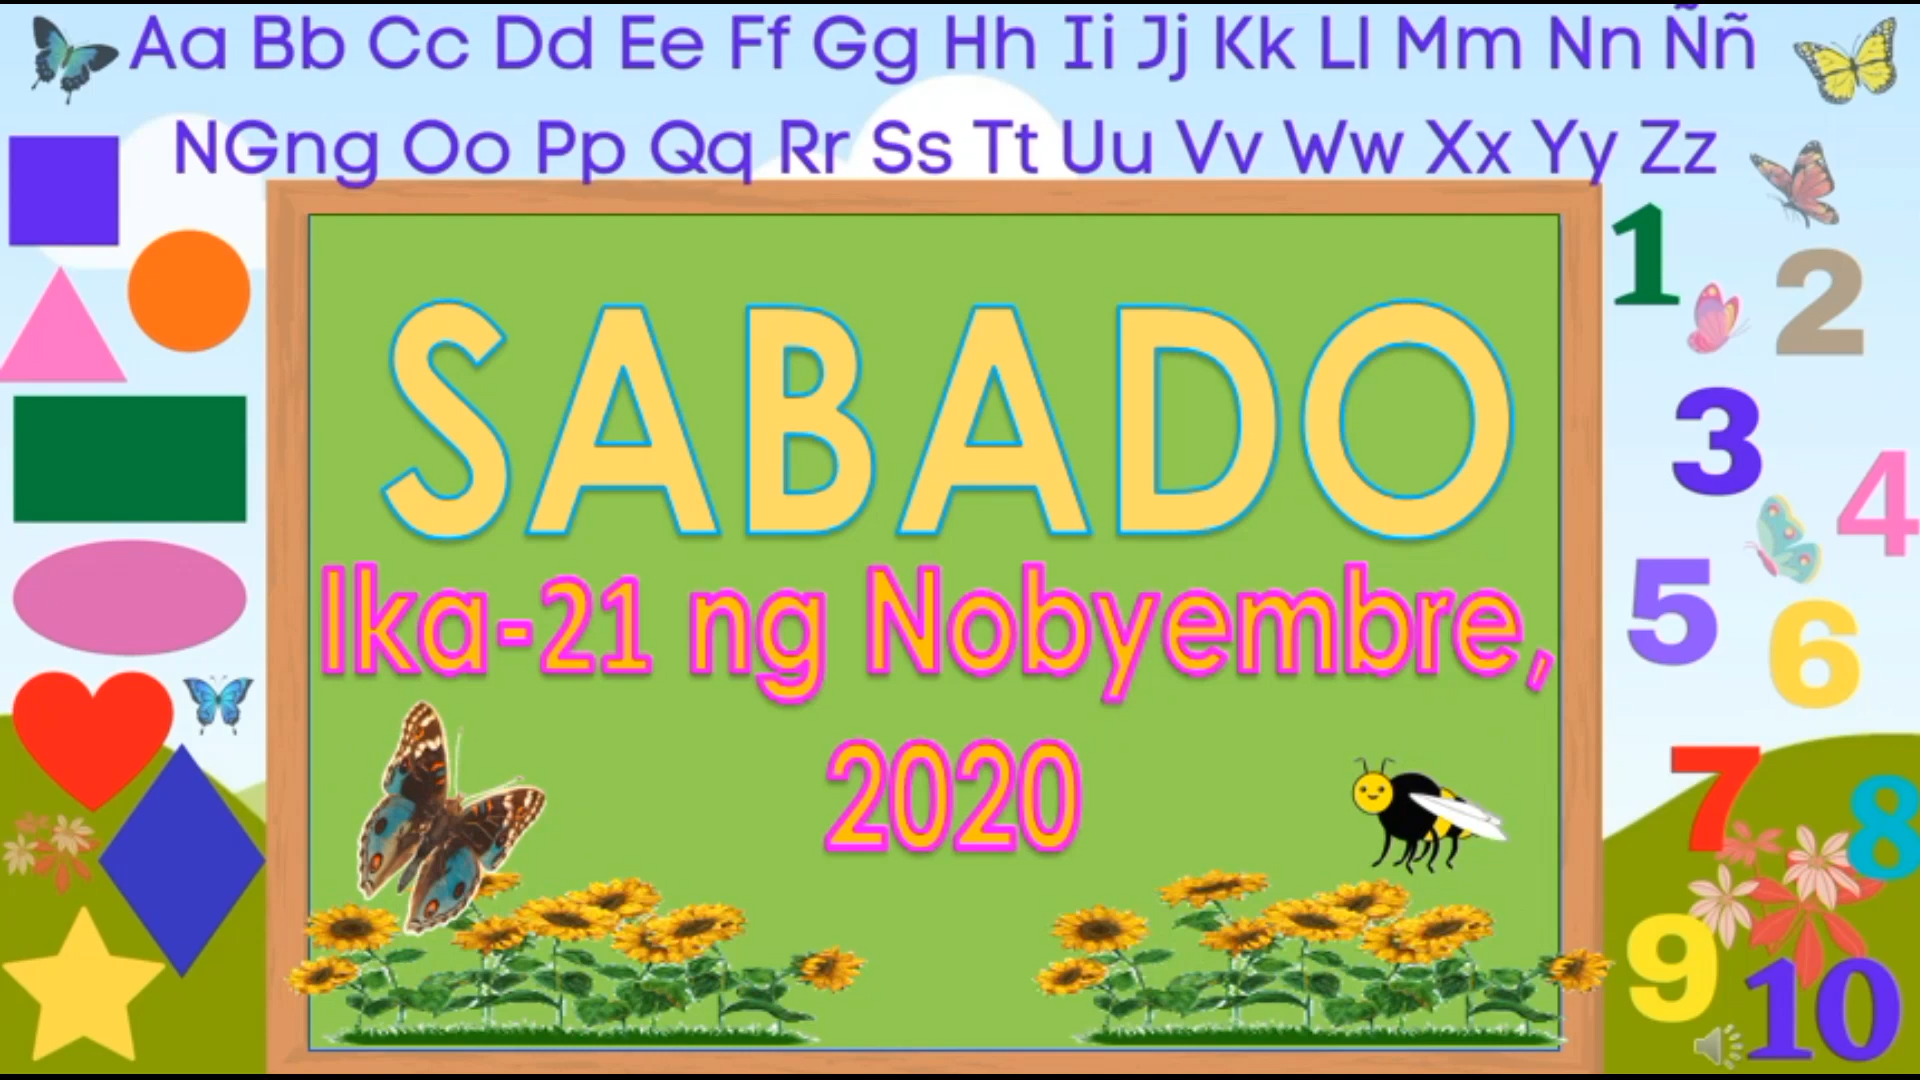 Aa Bb Cc Dd Ee Ff Gg Hh Ii Jj Kk Ll Mm Nn Ññ
NGng Oo Pp Qq Rr Ss Tt Uu Vv Ww Xx Yy Zz
SABADO
Ika-21 ng Nobyembre,
2020
1
2
3
4
5
6
7
8
9
10